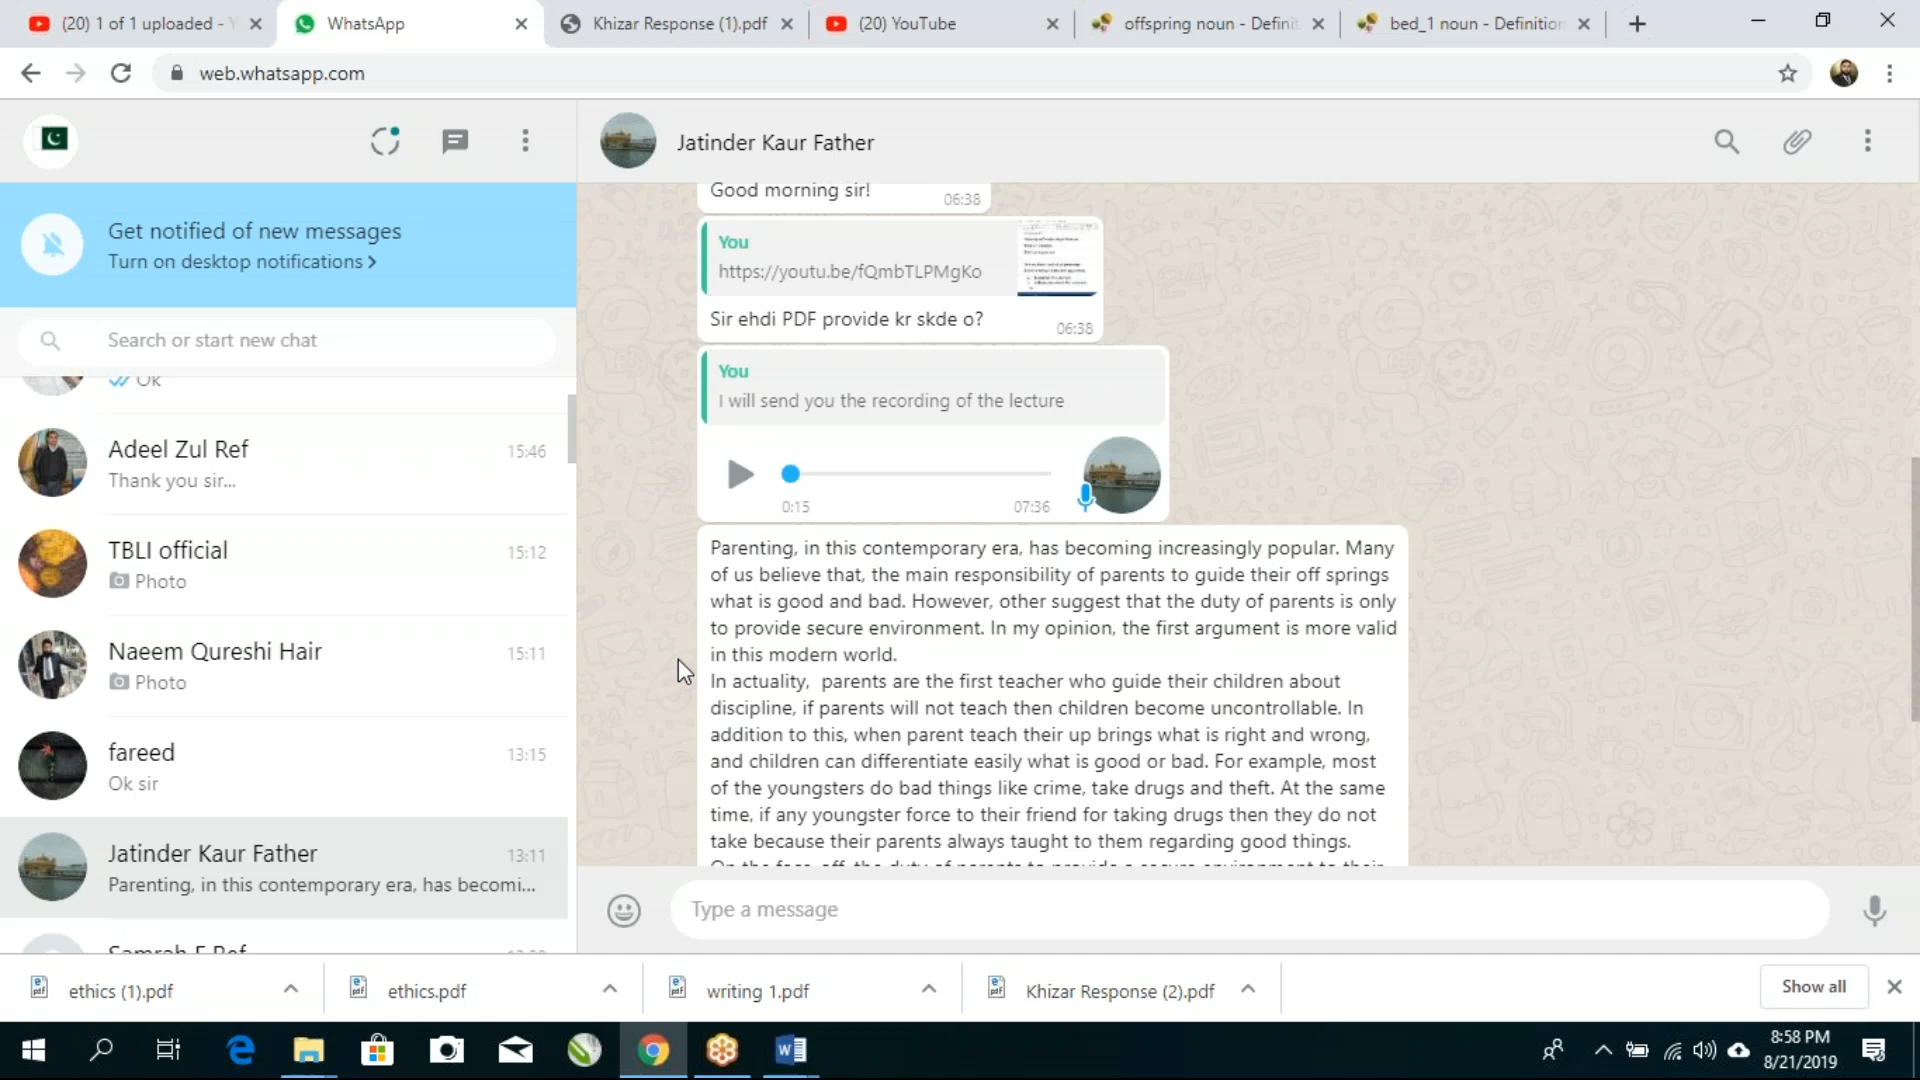 (20) 1 of 1 uploaded -
WhatsApp
Khizar Response (1).pdf
(20) YouTube
offspring noun - Definit
bed_1 noun - Definition
web.whatsapp.com
Jatinder Kaur Father
Get notified of new messages
Turn on desktop notifications >
Search or start new chat
Ok
Adeel Zul Ref
15:46
Thank you sir...
TBLI official
15:12
Photo
Naeem Qureshi Hair
15:11
Photo
fareed
13:15
Ok sir
Jatinder Kaur Father
13:11
Parenting, in this contemporary era, has becomi...
Good morning sir!
06:38
You
https://youtu.be/fQmbTLPMgKo
Sir ehdi PDF provide kr skde o?
06:38
You
I will send you the recording of the lecture
0:15
07:36
Parenting, in this contemporary era, has becoming increasingly popular. Many
of us believe that, the main responsibility of parents to guide their off springs
what is good and bad. However, other suggest that the duty of parents is only
to provide secure environment. In my opinion, the first argument is more valid
in this modern world.
In actuality,  parents are the first teacher who guide their children about
discipline, if parents will not teach then children become uncontrollable. In
addition to this, when parent teach their up brings what is right and wrong,
and children can differentiate easily what is good or bad. For example, most
of the youngsters do bad things like crime, take drugs and theft. At the same
time, if any youngster force to their friend for taking drugs then they do not
take because their parents always taught to them regarding good things.
Type a message
ethics (1).pdf
ethics.pdf
writing 1.pdf
Khizar Response (2).pdf
Show all
8:58 PM
8/21/2019